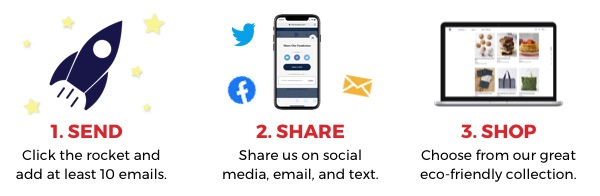 1. SEND
Click the rocket and
add at least 10 emails.
2. SHARE
Share us on social
media, email, and text.
3. SHOP
Choose from our great
eco-friendly collection.